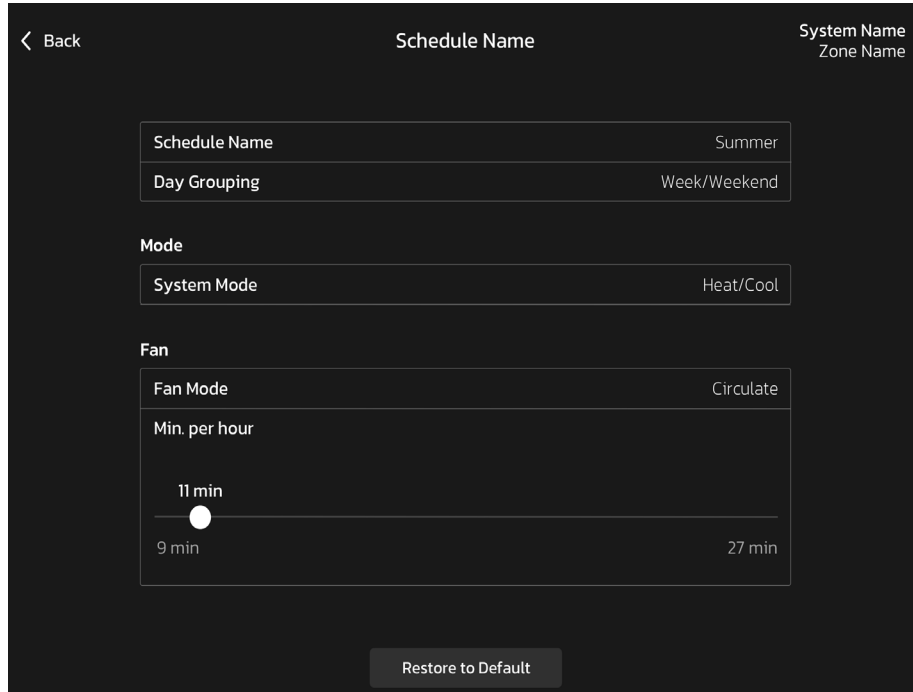 Back
Schedule Name
System Name
Zone Name
Schedule Name Summer
Day Grouping Week/Weekend
Mode
System Mode Heat/Cool
Fan
Fan Mode Circulate
Min. per hour
11 min
9 min 27 min
Restore to Default